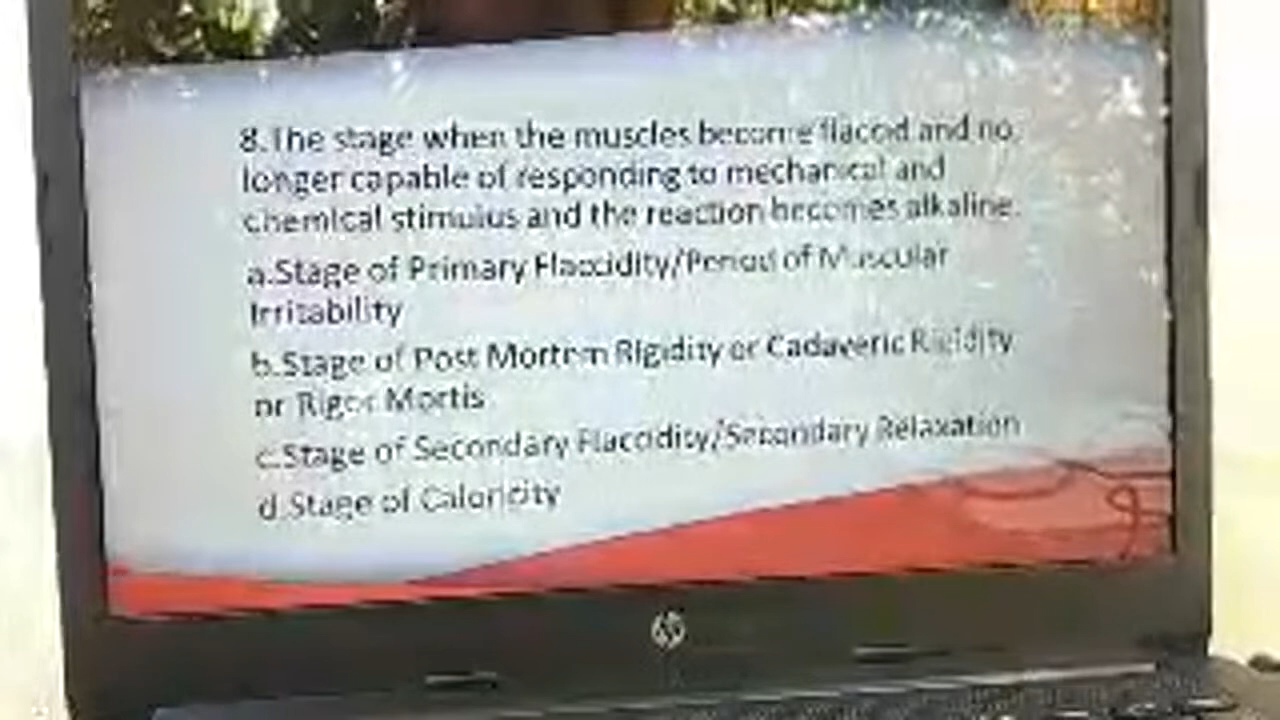 8.The stage when the muscles become flaccid and no
longer capable of responding to mechanical and
chemical stimulus and the reaction becomes alkaline.
a.Stage of Primary Flaccidity/Period of Muscular
Irritability
b.Stage of Post Mortem Rigidity or Cadaveric Rigidity
or Rigor Mortis
c.Stage of Secondary Flaccidity/Secondary Relaxation
d.Stage of Caloricity
hp